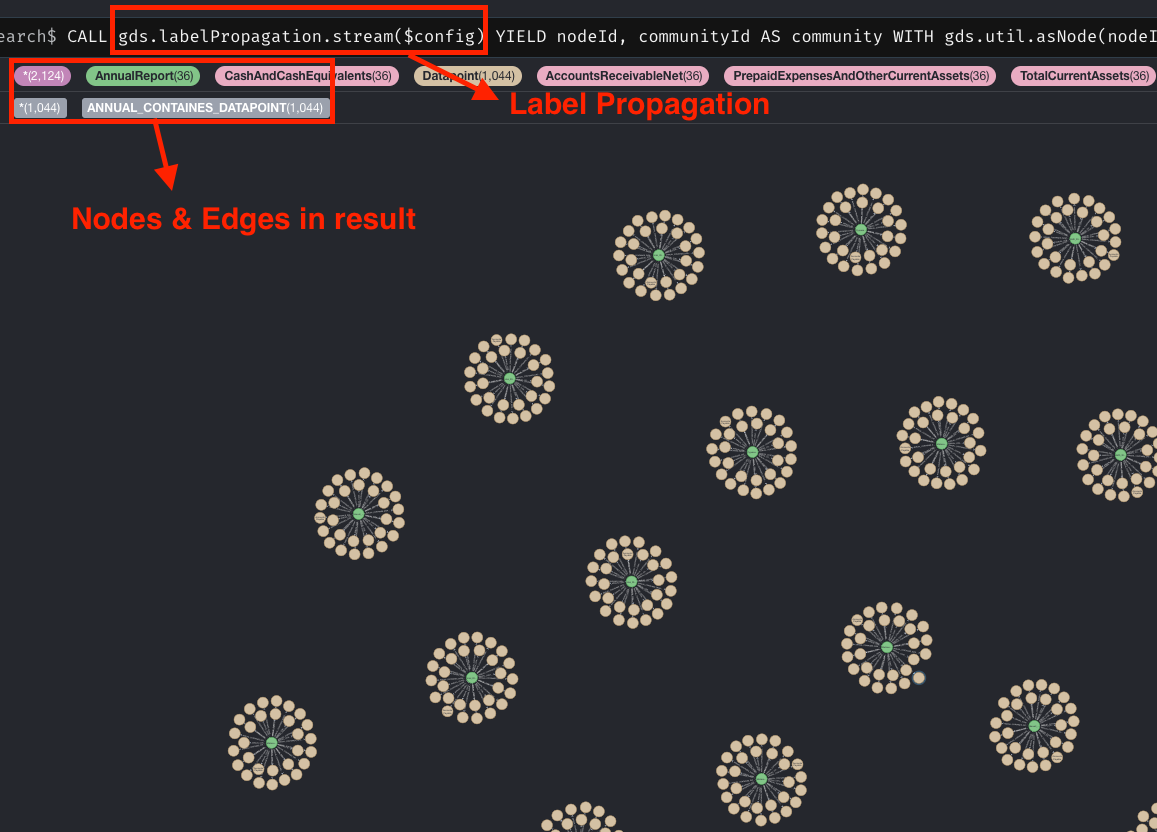 earch$ CALL gds.labelPropagation.stream($config) YIELD nodeId, communityId AS community WITH gds.util.asNode(nodeI
*(2,124) AnnualReport(36) CashAndCashEquivalents(36) Datapoint(1,044) AccountsReceivableNet(36) PrepaidExpensesAndOtherCurrentAssets(36) TotalCurrentAssets(36)
*(1,044) ANNUAL_CONTAINES_DATAPOINT(1,044)
Label Propagation
Nodes & Edges in result